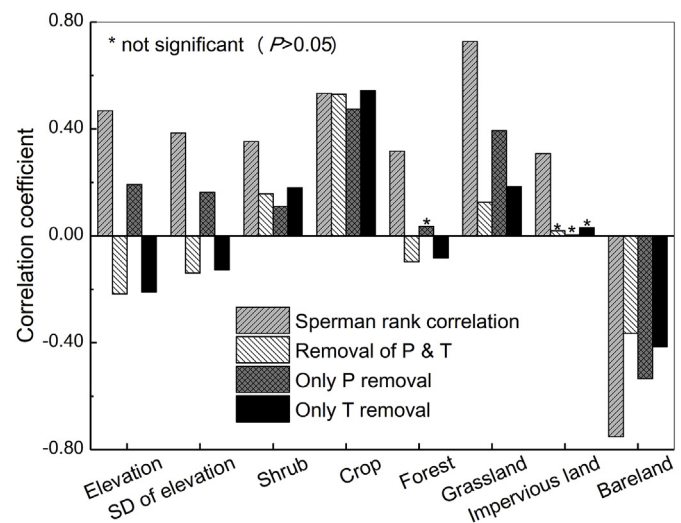 0.80
* not significant ( P>0.05)
0.40
*
* * *
0.00
Correlation coefficient
Sperman rank correlation
Removal of P & T
-0.40
Only P removal
Only T removal
-0.80
Elevation
SD of elevation
Shrub
Crop
Forest
Grassland
Impervious land
Bareland